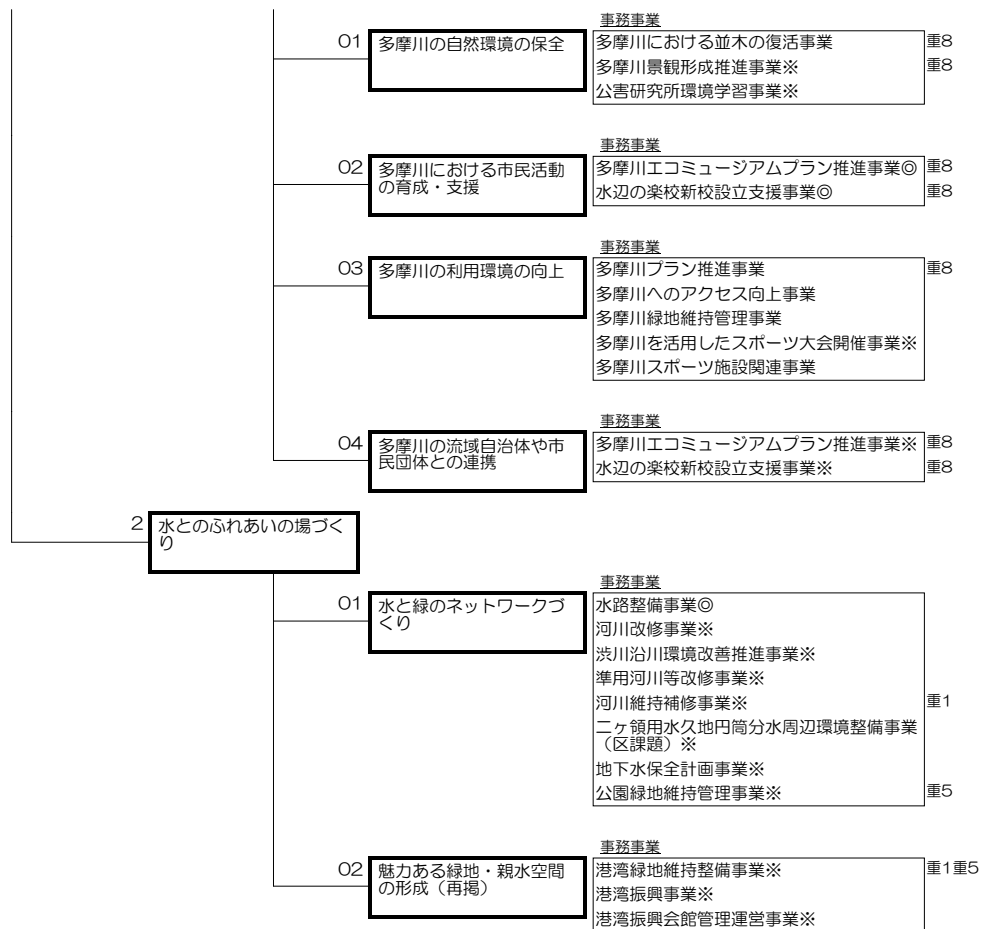 事務事業
01 多摩川の自然環境の保全
多摩川における並木の復活事業 重8
多摩川景観形成推進事業※ 重8
公害研究所環境学習事業※
事務事業
02 多摩川における市民活動
の育成・支援
多摩川エコミュージアムプラン推進事業◎ 重8
水辺の楽校新校設立支援事業◎ 重8
事務事業
03 多摩川の利用環境の向上
多摩川プラン推進事業 重8
多摩川へのアクセス向上事業
多摩川緑地維持管理事業
多摩川を活用したスポーツ大会開催事業※
多摩川スポーツ施設関連事業
事務事業
04 多摩川の流域自治体や市
民団体との連携
多摩川エコミュージアムプラン推進事業※ 重8
水辺の楽校新校設立支援事業※ 重8
2 水とのふれあいの場づく
り
事務事業
01 水と緑のネットワークづ
くり
水路整備事業◎
河川改修事業※
渋川沿川環境改善推進事業※
準用河川等改修事業※
河川維持補修事業※ 重1
二ヶ領用水久地円筒分水周辺環境整備事業
(区課題)※
地下水保全計画事業※
公園緑地維持管理事業※ 重5
事務事業
02 魅力ある緑地・親水空間
の形成(再掲)
港湾緑地維持整備事業※ 重1重5
港湾振興事業※
港湾振興会館管理運営事業※